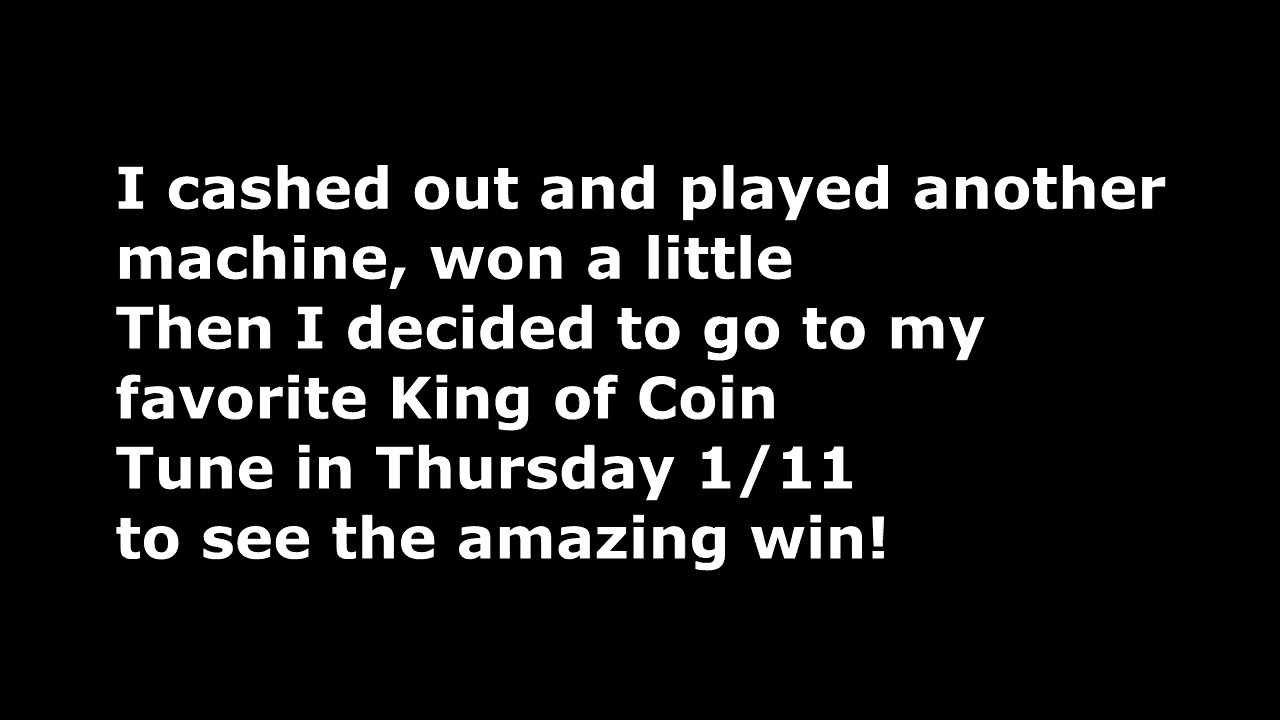 I cashed out and played another
machine, won a little
Then I decided to go to my
favorite King of Coin
Tune in Thursday 1/11
to see the amazing win!